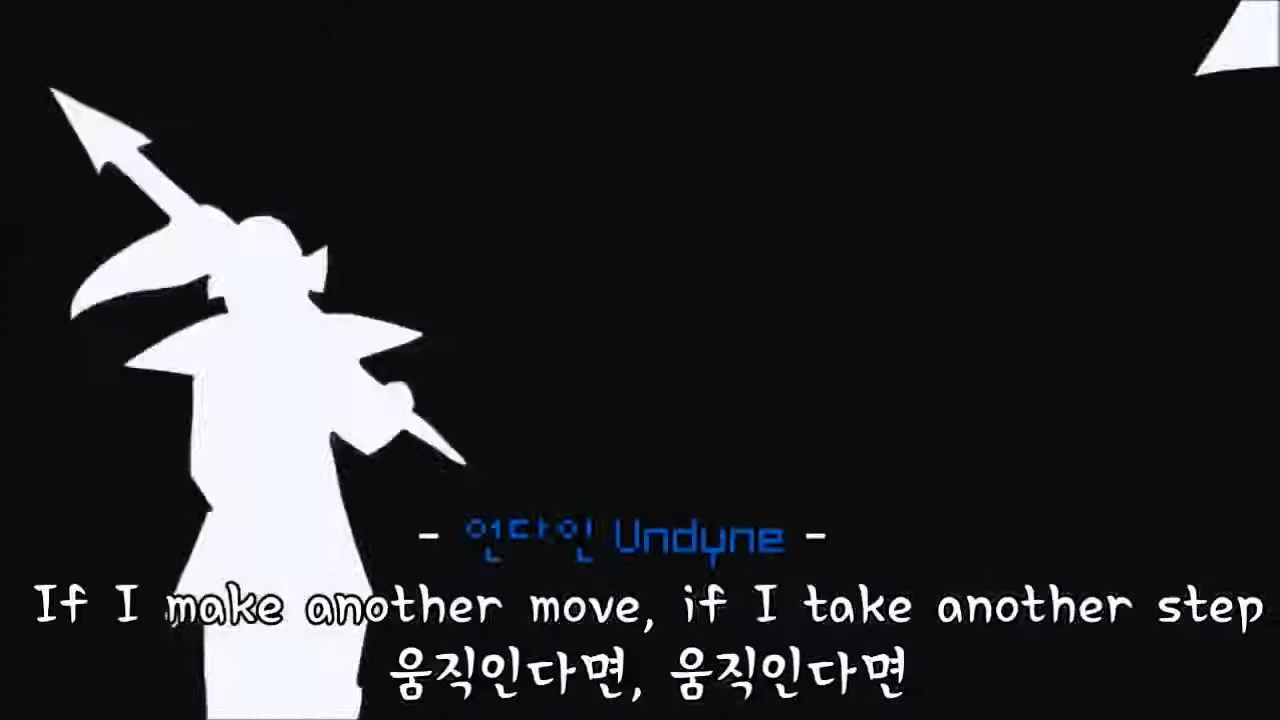 - 언다인 Undyne -
If I make another move, if I take another step
움직인다면, 움직인다면